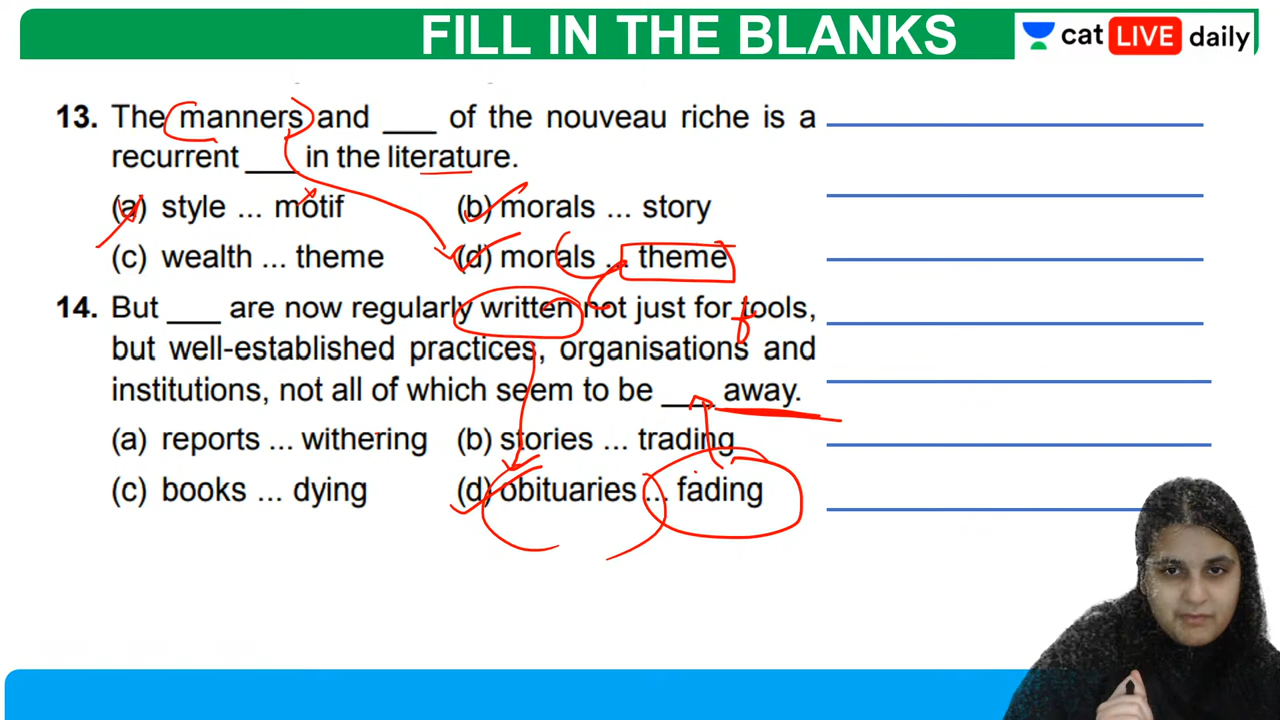 FILL IN THE BLANKS
cat LIVE daily
13. The manners and ___ of the nouveau riche is a
recurrent ___ in the literature.
(a) style ... motif (b) morals ... story
(c) wealth ... theme (d) morals ... theme
14. But ___ are now regularly written not just for tools,
but well-established practices, organisations and
institutions, not all of which seem to be ___ away.
(a) reports ... withering (b) stories ... trading
(c) books ... dying (d) obituaries ... fading